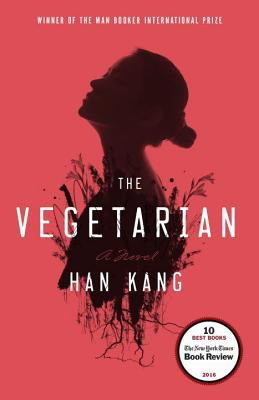 WINNER OF THE MAN BOOKER INTERNATIONAL PRIZE
THE
VEGETARIAN
A Novel
HAN KANG
10
BEST BOOKS
The New York Times
Book Review
2016